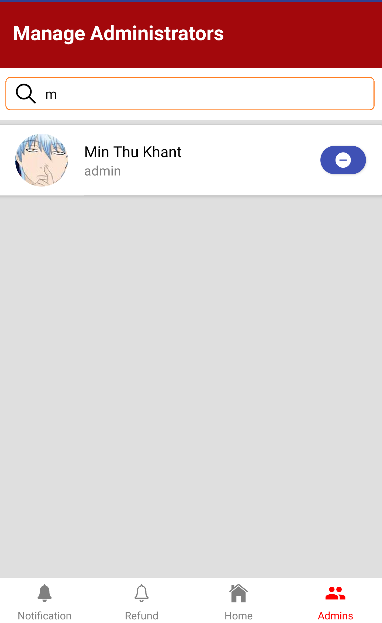 Manage Administrators
m
Min Thu Khant
admin
Notification
Refund
Home
Admins